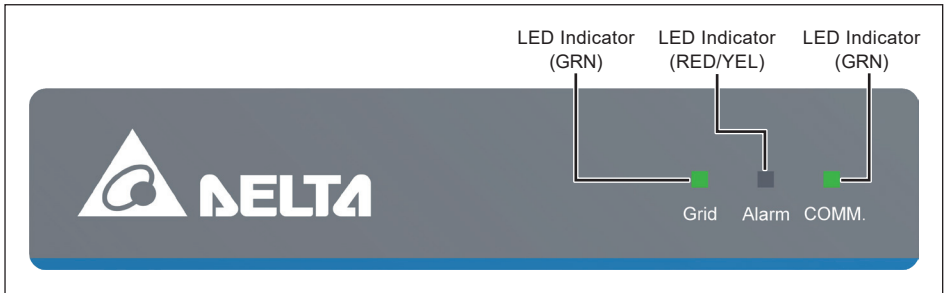 LED Indicator
(GRN)
LED Indicator
(RED/YEL)
LED Indicator
(GRN)
DELTA
Grid
Alarm
COMM.